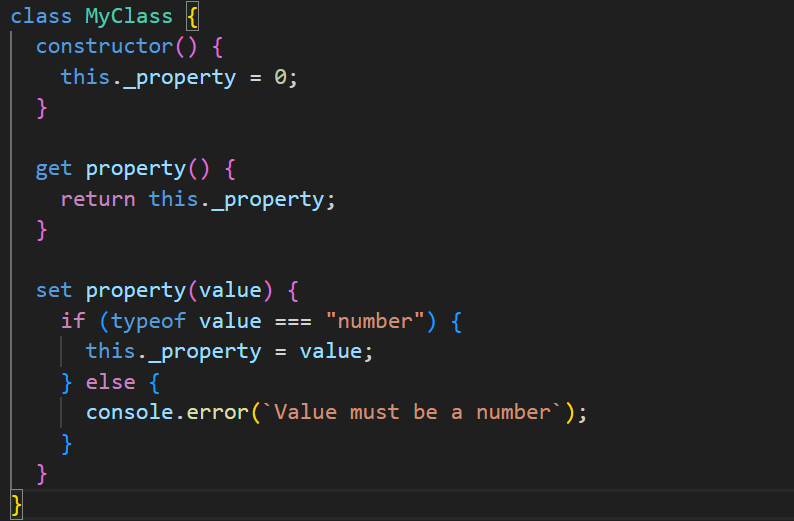 class MyClass {
  constructor() {
    this._property = 0;
  }

  get property() {
    return this._property;
  }

  set property(value) {
    if (typeof value === "number") {
      this._property = value;
    } else {
      console.error(`Value must be a number`);
    }
  }
}